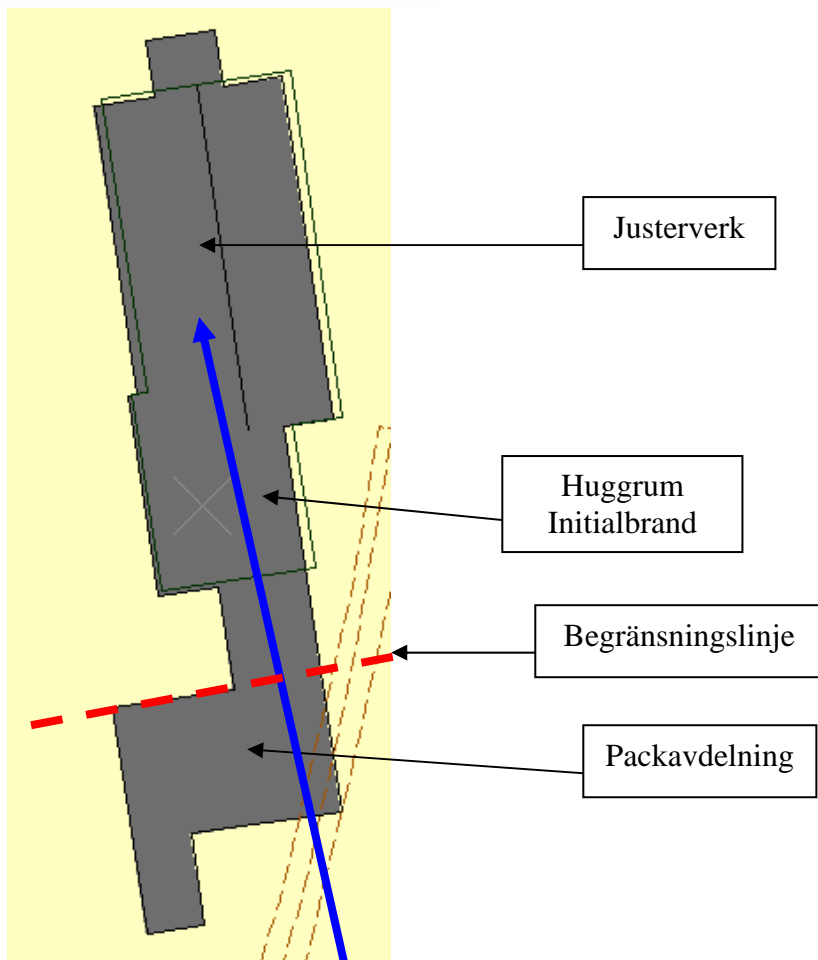 Justerverk
Huggrum
Initialbrand
Begränsningslinje
Packavdelning